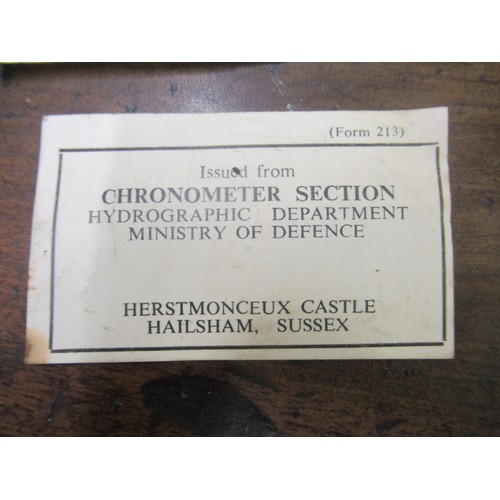 (Form 213)
Issued from
CHRONOMETER SECTION
HYDROGRAPHIC DEPARTMENT
MINISTRY OF DEFENCE
HERSTMONCEUX CASTLE
HAILSHAM, SUSSEX